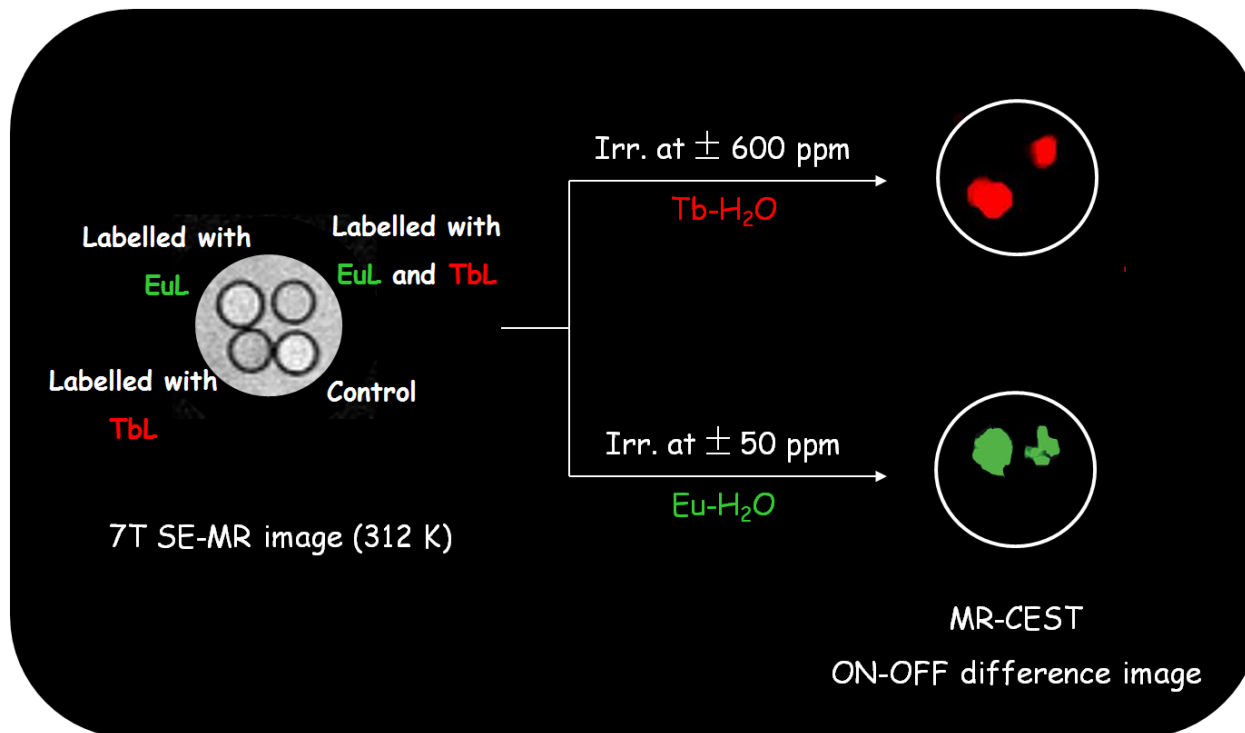 Irr. at ± 600 ppm
Tb-H₂O
Labelled with
EuL
Labelled with
EuL and TbL
Labelled with
TbL
Control
Irr. at ± 50 ppm
Eu-H₂O
7T SE-MR image (312 K)
MR-CEST
ON-OFF difference image